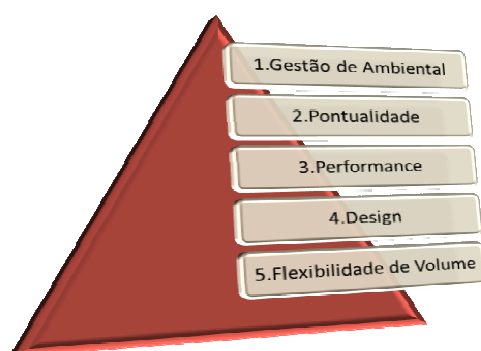 1.Gestão de Ambiental
2.Pontualidade
3.Performance
4.Design
5.Flexibilidade de Volume